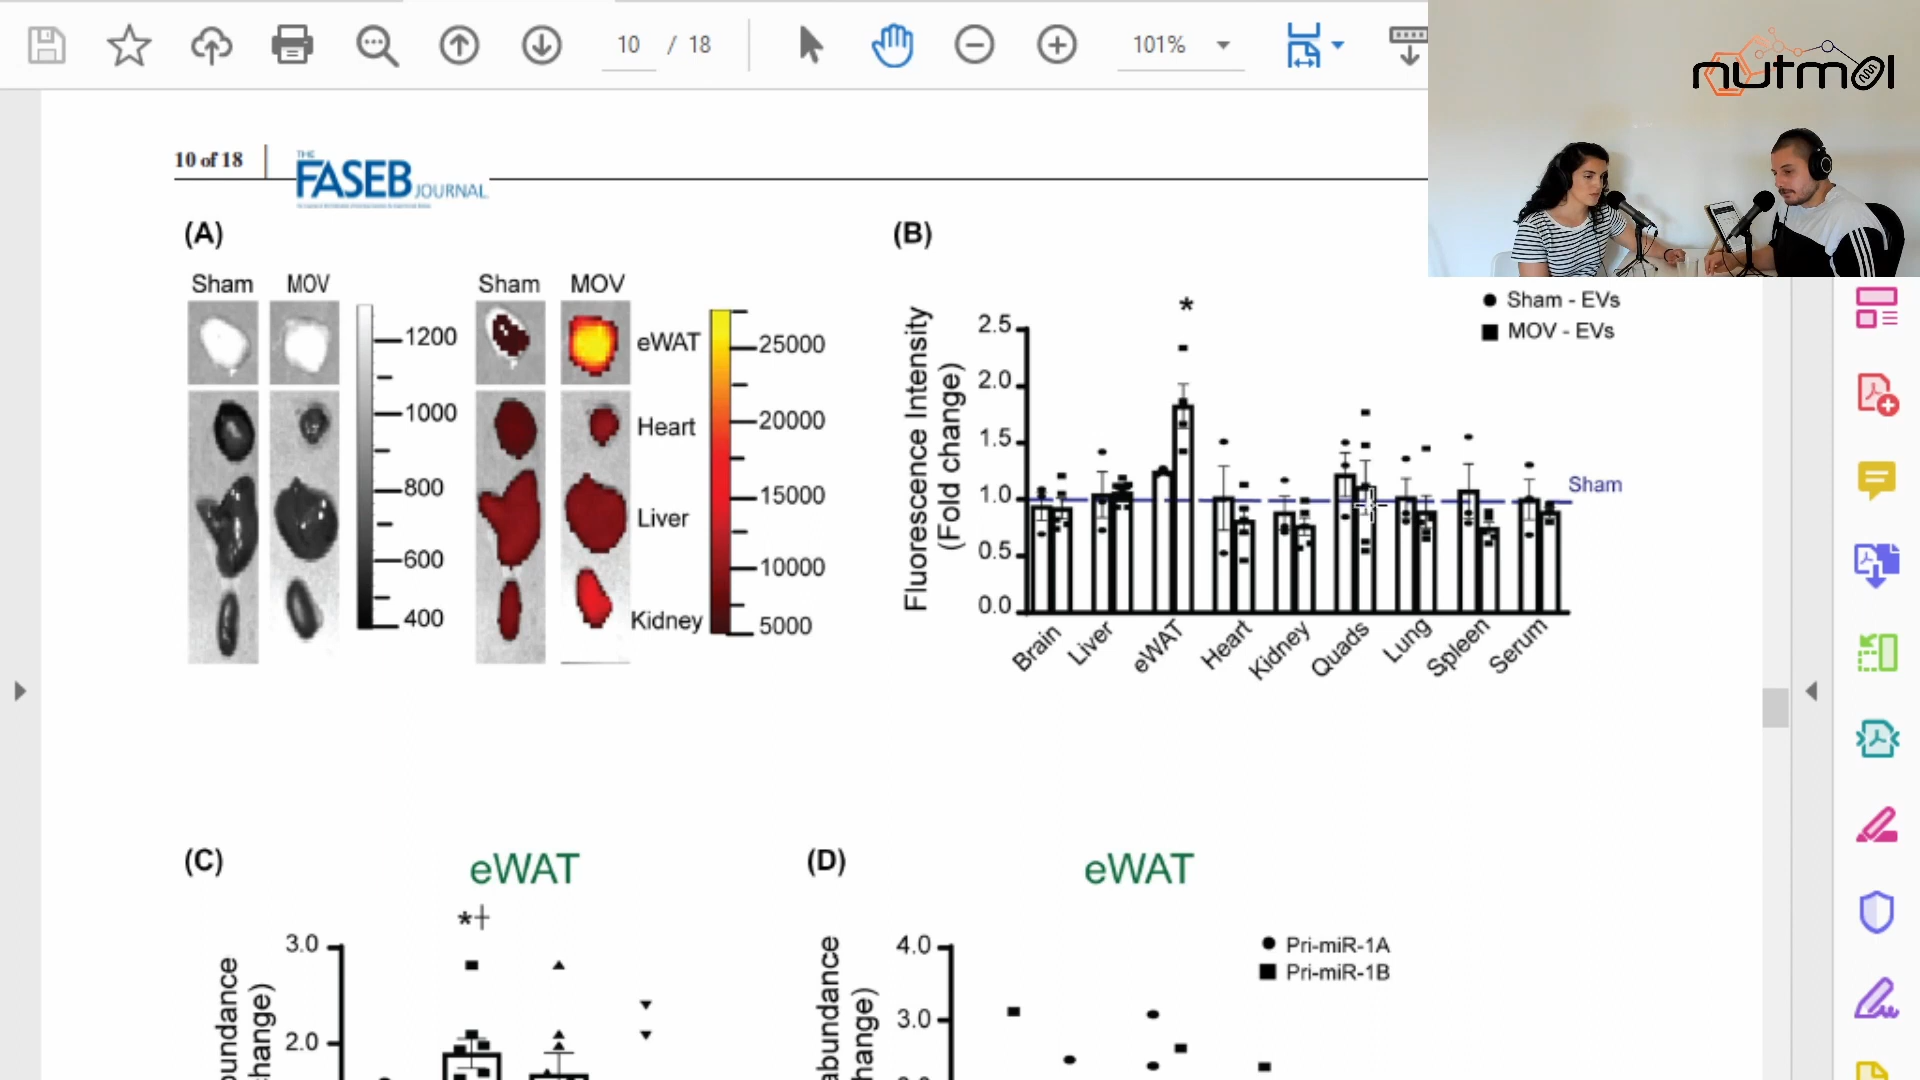 10 / 18
101%
nutmol
10 of 18
THE
FASEB JOURNAL
(A)
Sham MOV
Sham MOV
1200
1000
800
600
400
eWAT
Heart
Liver
Kidney
25000
20000
15000
10000
5000
(B)
Fluorescence Intensity
(Fold change)
2.5
2.0
1.5
1.0
0.5
0.0
*
Sham - EVs
MOV - EVs
Sham
Brain
Liver
eWAT
Heart
Kidney
Quads
Lung
Spleen
Serum
(C)
eWAT
*†
3.0
2.0
(D)
eWAT
4.0
3.0
abundance
Pri-miR-1A
Pri-miR-1B